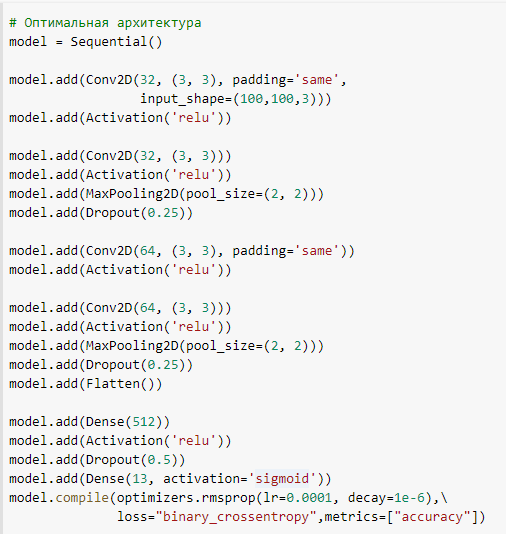 # Оптимальная архитектура
model = Sequential()
model.add(Conv2D(32, (3, 3), padding='same',
input_shape=(100,100,3)))
model.add(Activation('relu'))
model.add(Conv2D(32, (3, 3)))
model.add(Activation('relu'))
model.add(MaxPooling2D(pool_size=(2, 2)))
model.add(Dropout(0.25))
model.add(Conv2D(64, (3, 3), padding='same'))
model.add(Activation('relu'))
model.add(Conv2D(64, (3, 3)))
model.add(Activation('relu'))
model.add(MaxPooling2D(pool_size=(2, 2)))
model.add(Dropout(0.25))
model.add(Flatten())
model.add(Dense(512))
model.add(Activation('relu'))
model.add(Dropout(0.5))
model.add(Dense(13, activation='sigmoid'))
model.compile(optimizers.rmsprop(lr=0.0001, decay=1e-6),\
loss="binary_crossentropy",metrics=["accuracy"])